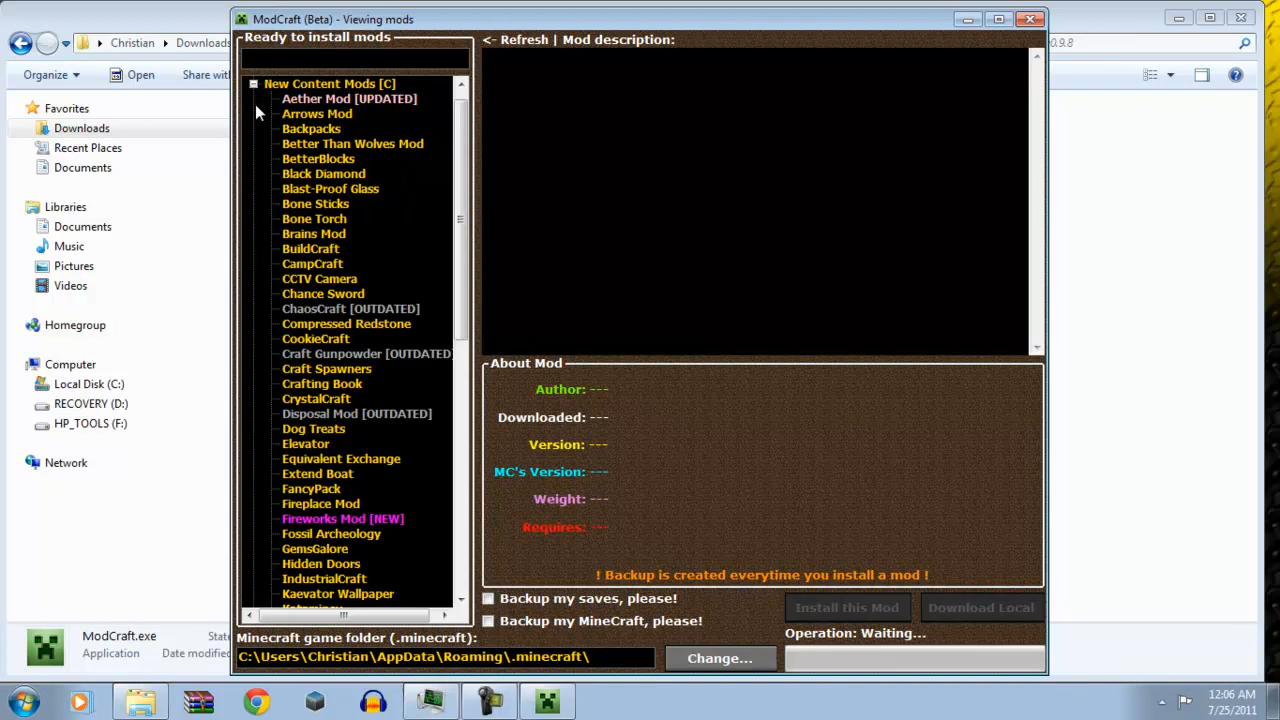 ModCraft (Beta) - Viewing mods
Christian
Downloads
0.9.8
Organize
Open
Share with
Favorites
Downloads
Recent Places
Documents
Libraries
Documents
Music
Pictures
Videos
Homegroup
Computer
Local Disk (C:)
RECOVERY (D:)
HP_TOOLS (F:)
Network
Ready to install mods
New Content Mods [C]
Aether Mod [UPDATED]
Arrows Mod
Backpacks
Better Than Wolves Mod
BetterBlocks
Black Diamond
Blast-Proof Glass
Bone Sticks
Bone Torch
Brains Mod
BuildCraft
CampCraft
CCTV Camera
Chance Sword
ChaosCraft [OUTDATED]
Compressed Redstone
CookieCraft
Craft Gunpowder [OUTDATED]
Craft Spawners
Crafting Book
CrystalCraft
Disposal Mod [OUTDATED]
Dog Treats
Elevator
Equivalent Exchange
Extend Boat
FancyPack
Fireplace Mod
Fireworks Mod [NEW]
Fossil Archeology
GemsGalore
Hidden Doors
IndustrialCraft
Kaevator Wallpaper
<- Refresh | Mod description:
About Mod
Author: ---
Downloaded: ---
Version: ---
MC's Version: ---
Weight: ---
Requires: ---
! Backup is created everytime you install a mod !
Backup my saves, please!
Backup my MineCraft, please!
Install this Mod
Download Local
Operation: Waiting...
Minecraft game folder (.minecraft):
C:\Users\Christian\AppData\Roaming\.minecraft\
Change...
ModCraft.exe
State
Application
Date modified
12:06 AM
7/25/2011